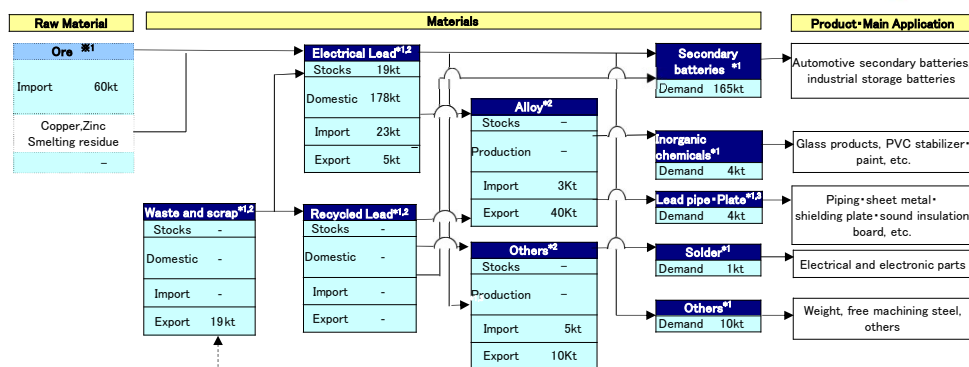 Raw Material
Materials
Product・Main Application
Ore ※1
Import 60kt
Copper,Zinc
Smelting residue
-
Waste and scrap*1,2
Stocks -
Domestic -
Import -
Export 19kt
Electrical Lead*1,2
Stocks 19kt
Domestic 178kt
Import 23kt
-
Export 5kt
Recycled Lead*1,2
Stocks -
Domestic -
Import -
Export -
Alloy*2
Stocks -
Production -
Import 3Kt
Export 40Kt
Others*2
Stocks -
Production -
Import 5kt
Export 10Kt
Secondary
batteries *1
Demand 165kt
Inorganic
chemicals*1
Demand 4kt
Lead pipe・Plate*1,3
Demand 4kt
Solder*1
Demand 1kt
Others*1
Demand 10kt
Automotive secondary batteries,
industrial storage batteries
Glass products, PVC stabilizer・
paint, etc.
Piping・sheet metal・
shielding plate・sound insulation
board, etc.
Electrical and electronic parts
Weight, free machining steel,
others